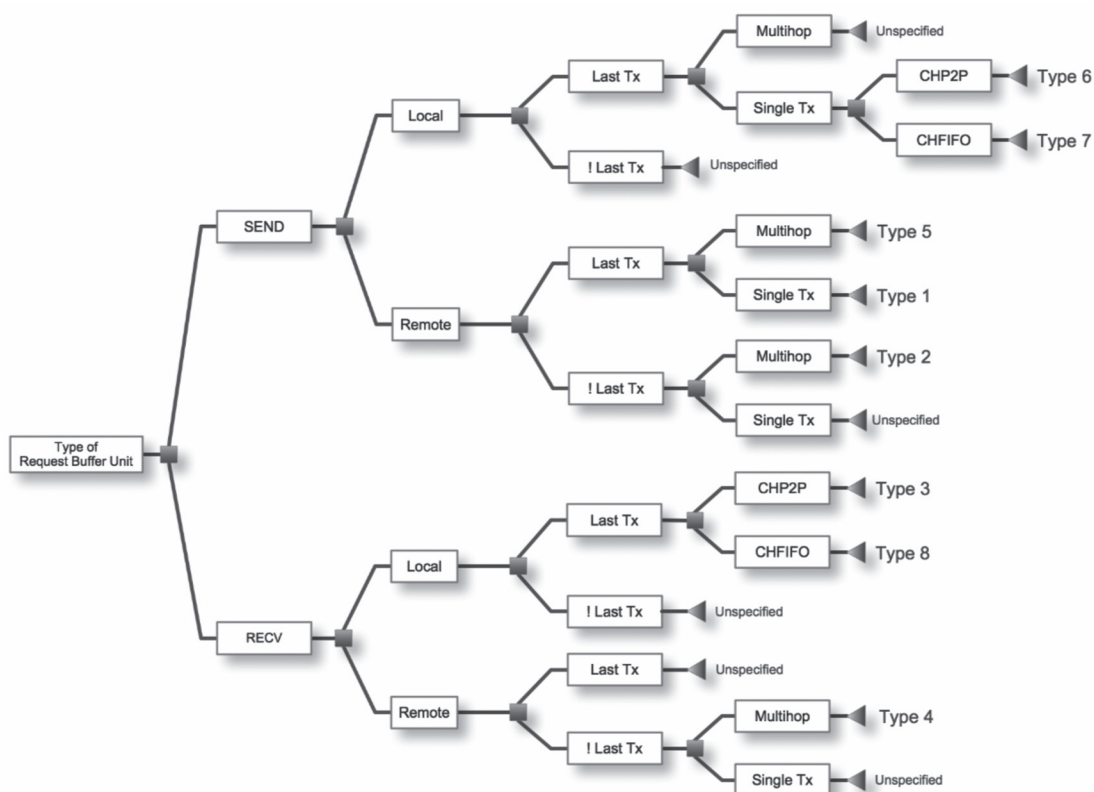 Multihop
Unspecified
Last Tx
CHP2P
Type 6
Local
Single Tx
CHFIFO
Type 7
! Last Tx
Unspecified
SEND
Multihop
Type 5
Last Tx
Single Tx
Type 1
Remote
Multihop
Type 2
! Last Tx
Single Tx
Unspecified
Type of
Request Buffer Unit
CHP2P
Type 3
Last Tx
CHFIFO
Type 8
Local
! Last Tx
Unspecified
RECV
Last Tx
Unspecified
Remote
Multihop
Type 4
! Last Tx
Single Tx
Unspecified